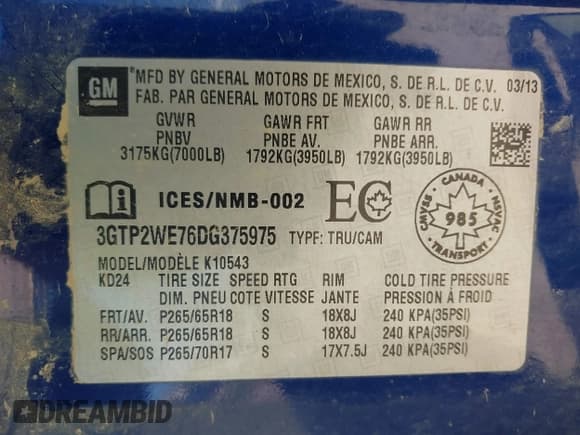 GM
MFD BY GENERAL MOTORS DE MEXICO, S. DE R.L. DE C.V. 03/13
FAB. PAR GENERAL MOTORS DE MEXICO, S. DE R.L. DE C.V.
GVWR GAWR FRT GAWR RR
PNBV PNBE AV. PNBE ARR.
3175KG(7000LB) 1792KG(3950LB) 1792KG(3950LB)
i ICES/NMB-002 EC
CANADA
CMVSS NSVAC
985
TRANSPORT
3GTP2WE76DG375975 TYPF: TRU/CAM
MODEL/MODÈLE K10543
KD24 TIRE SIZE SPEED RTG RIM COLD TIRE PRESSURE
DIM. PNEU COTE VITESSE JANTE PRESSION À FROID
FRT/AV. P265/65R18 S 18X8J 240 KPA(35PSI)
RR/ARR. P265/65R18 S 18X8J 240 KPA(35PSI)
SPA/SOS P265/70R17 S 17X7.5J 240 KPA(35PSI)
DREAMBID